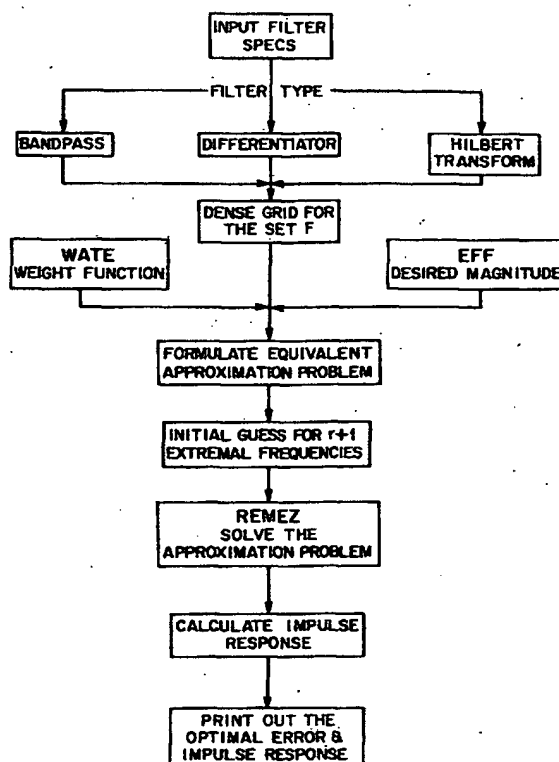 INPUT FILTER
SPECS
FILTER TYPE
BANDPASS
DIFFERENTIATOR
HILBERT
TRANSFORM
DENSE GRID FOR
THE SET F
WATE
WEIGHT FUNCTION
EFF
DESIRED MAGNITUDE
FORMULATE EQUIVALENT
APPROXIMATION PROBLEM
INITIAL GUESS FOR r+1
EXTREMAL FREQUENCIES
REMEZ
SOLVE THE
APPROXIMATION PROBLEM
CALCULATE IMPULSE
RESPONSE
PRINT OUT THE
OPTIMAL ERROR &
IMPULSE RESPONSE